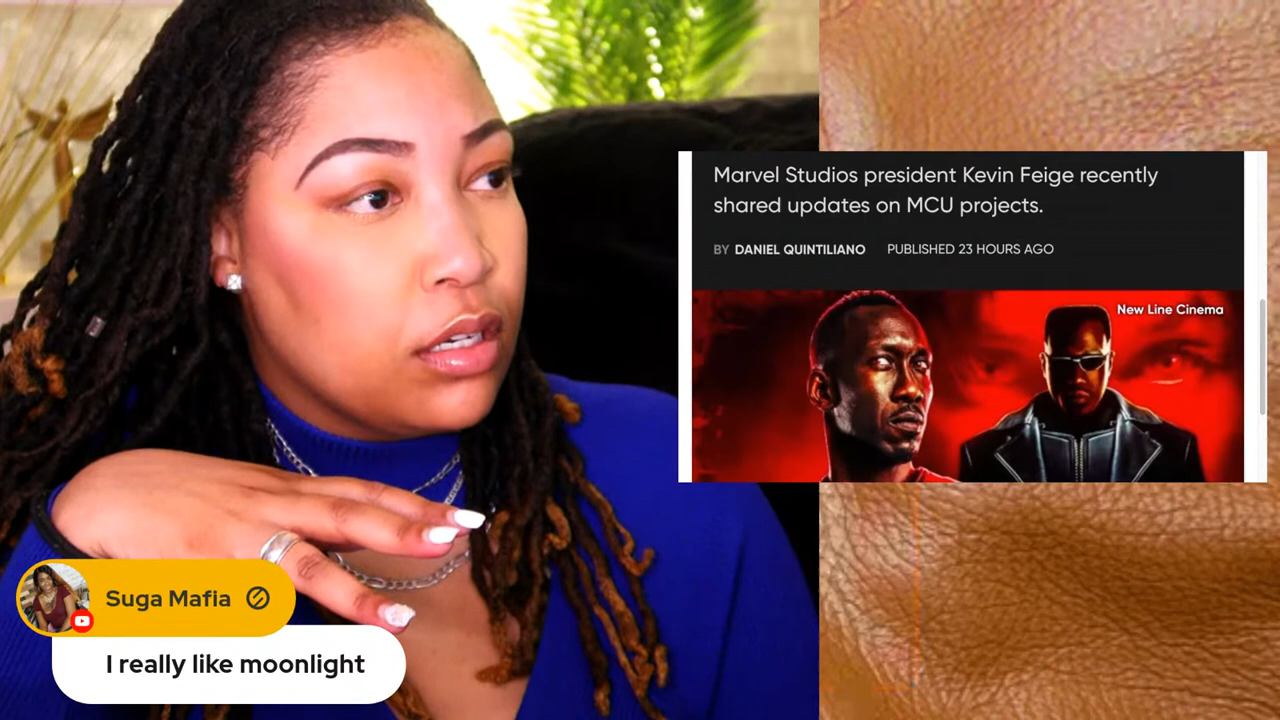 Marvel Studios president Kevin Feige recently
shared updates on MCU projects.
BY DANIEL QUINTILIANO PUBLISHED 23 HOURS AGO
New Line Cinema
Suga Mafia
I really like moonlight